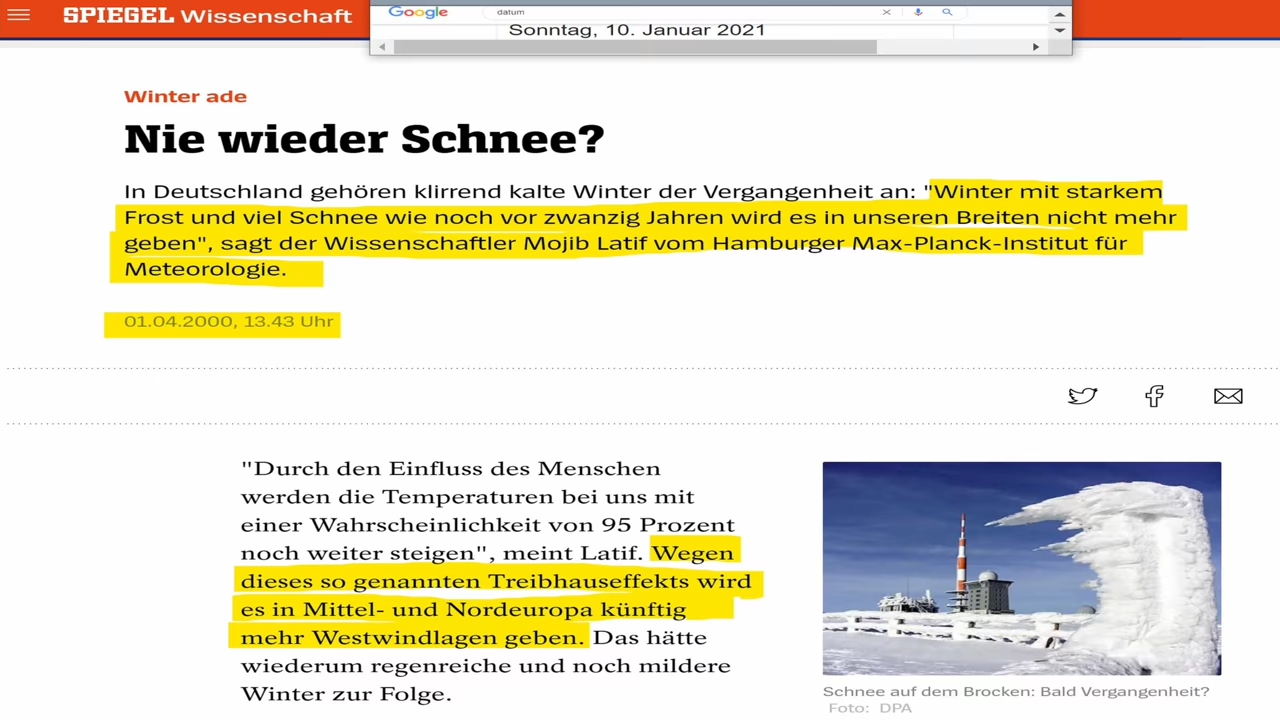 SPIEGEL Wissenschaft
Google
datum
Sonntag, 10. Januar 2021
Winter ade
Nie wieder Schnee?
In Deutschland gehören klirrend kalte Winter der Vergangenheit an: "Winter mit starkem
Frost und viel Schnee wie noch vor zwanzig Jahren wird es in unseren Breiten nicht mehr
geben", sagt der Wissenschaftler Mojib Latif vom Hamburger Max-Planck-Institut für
Meteorologie.
01.04.2000, 13.43 Uhr
"Durch den Einfluss des Menschen
werden die Temperaturen bei uns mit
einer Wahrscheinlichkeit von 95 Prozent
noch weiter steigen", meint Latif. Wegen
dieses so genannten Treibhauseffekts wird
es in Mittel- und Nordeuropa künftig
mehr Westwindlagen geben. Das hätte
wiederum regenreiche und noch mildere
Winter zur Folge.
Schnee auf dem Brocken: Bald Vergangenheit?
Foto: DPA